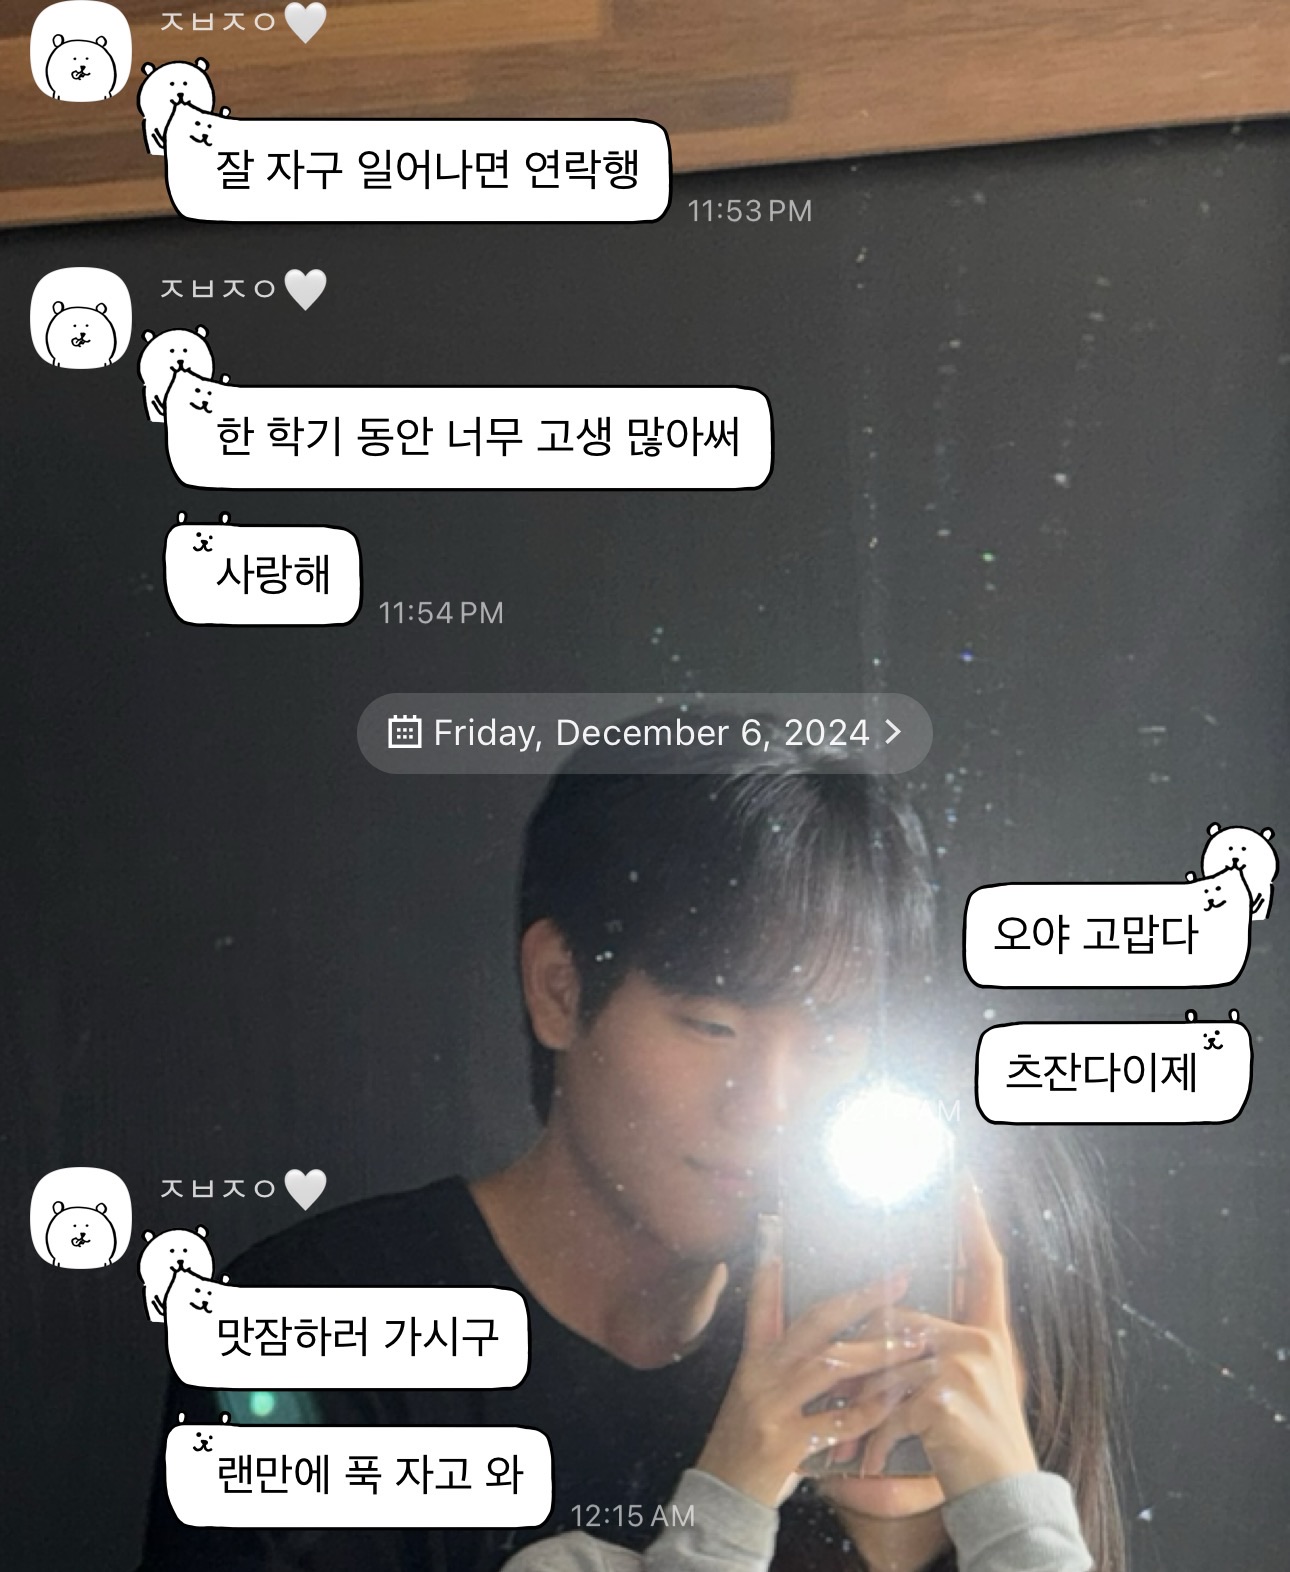 ㅈㅂㅈㅇ🤍
잘 자구 일어나면 연락행
11:53 PM
ㅈㅂㅈㅇ🤍
한 학기 동안 너무 고생 많아써
사랑해
11:54 PM
Friday, December 6, 2024 >
오야 고맙다
츠잔다이제
AM
ㅈㅂㅈㅇ🤍
맛잠하러 가시구
랜만에 푹 자고 와
12:15 AM